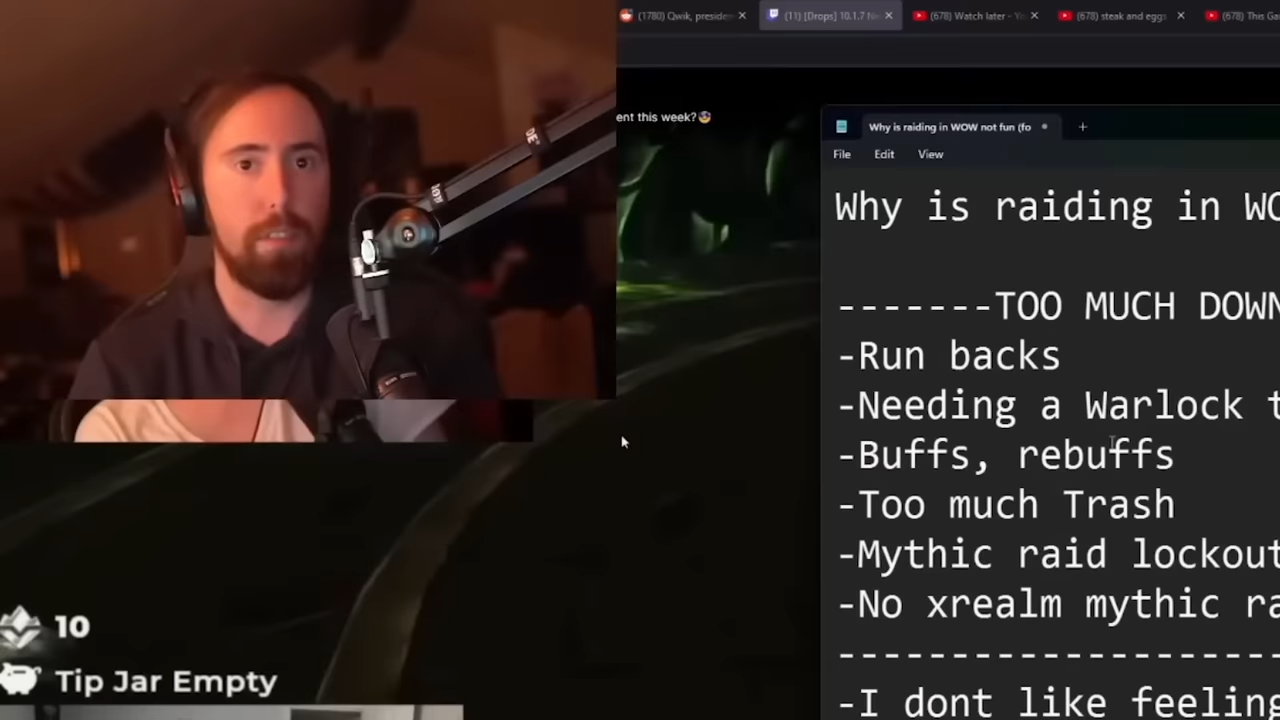 (1780) Qwik, presiden
(11) [Drops] 10.1.7 Ne
(678) Watch later - Yo
(678) steak and eggs
(678) This Ga
ent this week?
Why is raiding in WOW not fun (fo
File Edit View
Why is raiding in WO
-------TOO MUCH DOWN
-Run backs
-Needing a Warlock t
-Buffs, rebuffs
-Too much Trash
-Mythic raid lockout
-No xrealm mythic ra
--------------------
-I dont like feeling
10
Tip Jar Empty